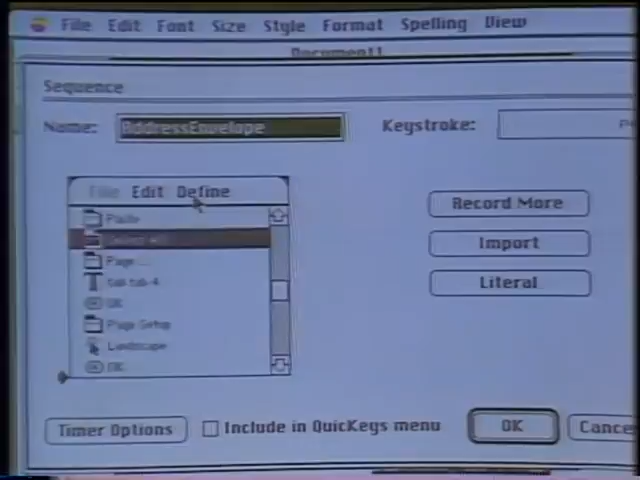 File Edit Font Size Style Format Spelling View
Document1
Sequence
Name: AddressEnvelope
Keystroke:
File Edit Define
Paste
Select All
Page...
tab tab 4
OK
Page Setup
Landscape
OK
Record More
Import
Literal
Timer Options
Include in QuicKeys menu
OK
Cance